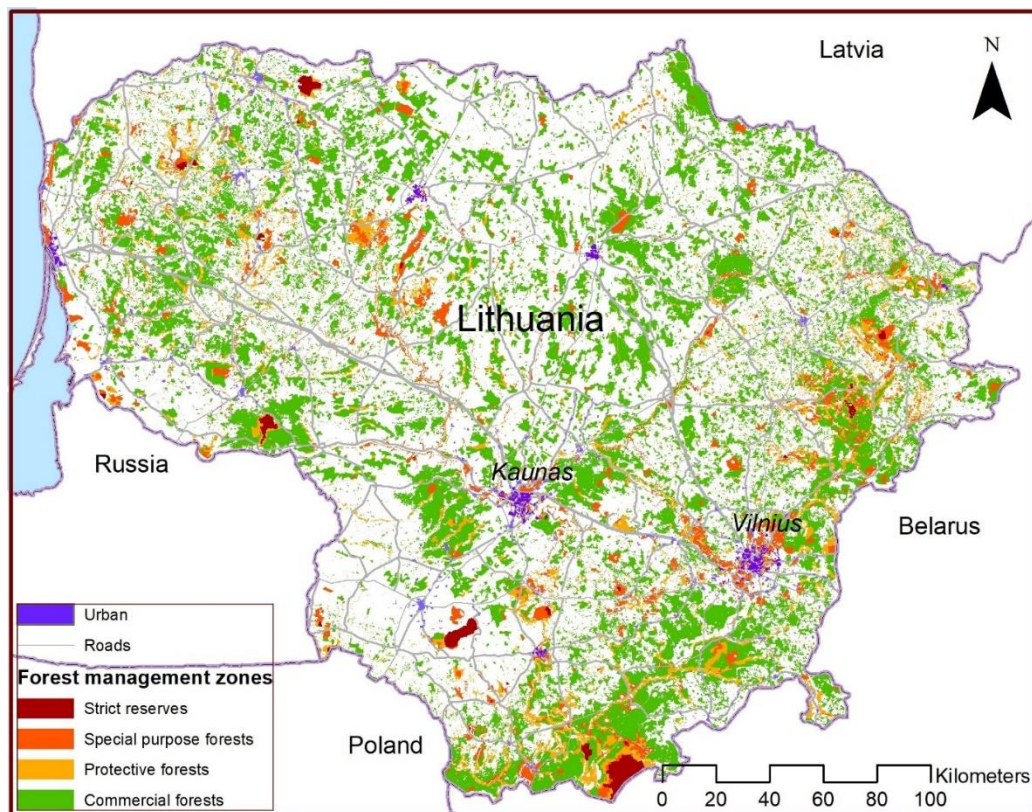 Latvia
N
Lithuania
Russia
Kaunas
Vilnius
Belarus
Urban
Roads
Forest management zones
Strict reserves
Special purpose forests
Protective forests
Commercial forests
Poland
Kilometers
0 20 40 60 80 100